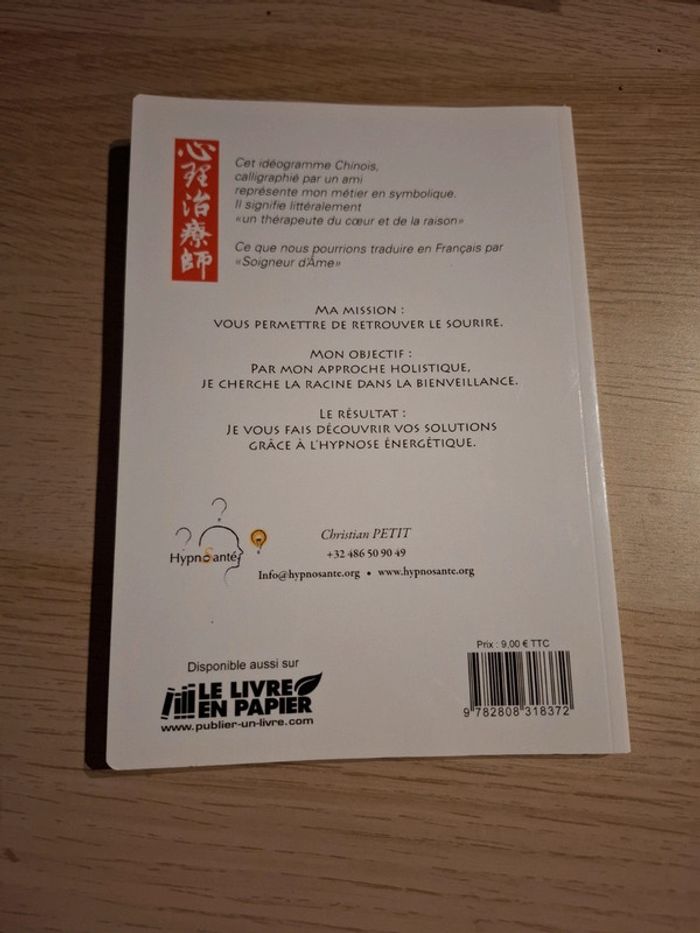 心理治療師
Cet idéogramme Chinois,
calligraphié par un ami
représente mon métier en symbolique.
Il signifie littéralement
«un thérapeute du cœur et de la raison»
Ce que nous pourrions traduire en Français par
«Soigneur d'Âme»
Ma mission :
vous permettre de retrouver le sourire.
Mon objectif :
Par mon approche holistique,
je cherche la racine dans la bienveillance.
Le résultat :
Je vous fais découvrir vos solutions
grâce à l'hypnose énergétique.
? ?
HypnoSanté
Christian PETIT
+32 486 50 90 49
Info@hypnosante.org • www.hypnosante.org
Disponible aussi sur
LE LIVRE
EN PAPIER
www.publier-un-livre.com
Prix : 9,00 € TTC
9 782808 318372